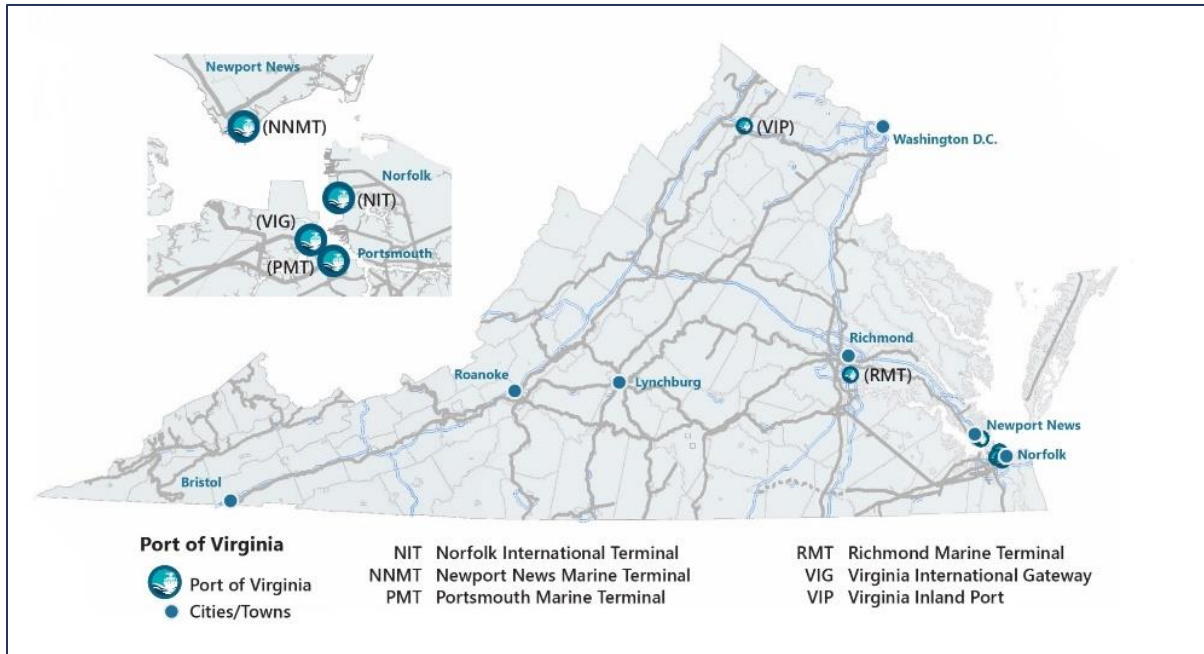 Newport News
(NNMT)
Norfolk
(NIT)
(VIG)
Portsmouth
(PMT)
(VIP)
Washington D.C.
Richmond
(RMT)
Roanoke
Lynchburg
Newport News
Norfolk
Bristol
Port of Virginia
Port of Virginia
Cities/Towns
NIT Norfolk International Terminal
NNMT Newport News Marine Terminal
PMT Portsmouth Marine Terminal
RMT Richmond Marine Terminal
VIG Virginia International Gateway
VIP Virginia Inland Port